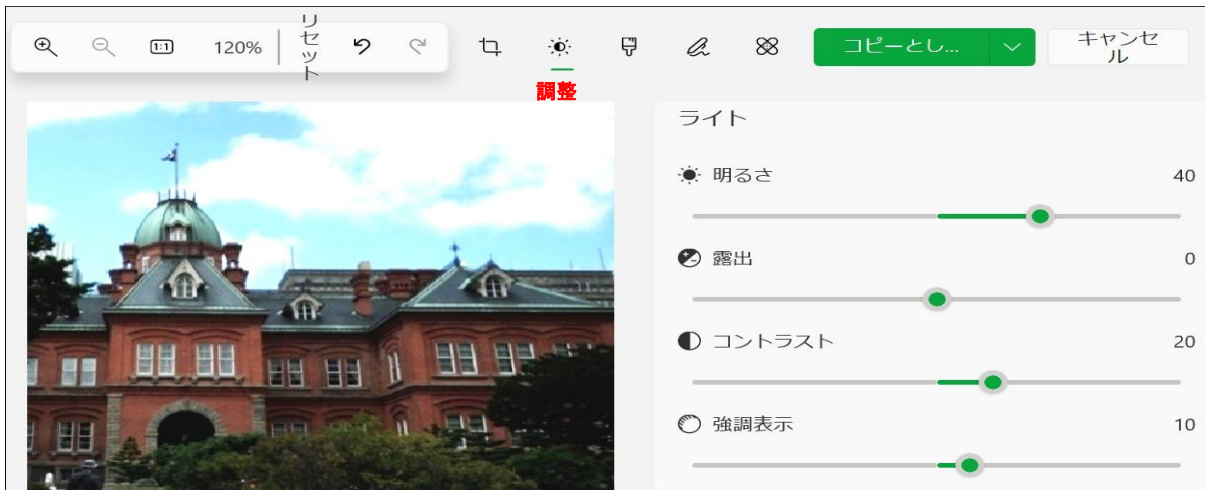 1:1
120%
リセット
コピーとし...
キャンセル
調整
ライト
明るさ
40
露出
0
コントラスト
20
強調表示
10